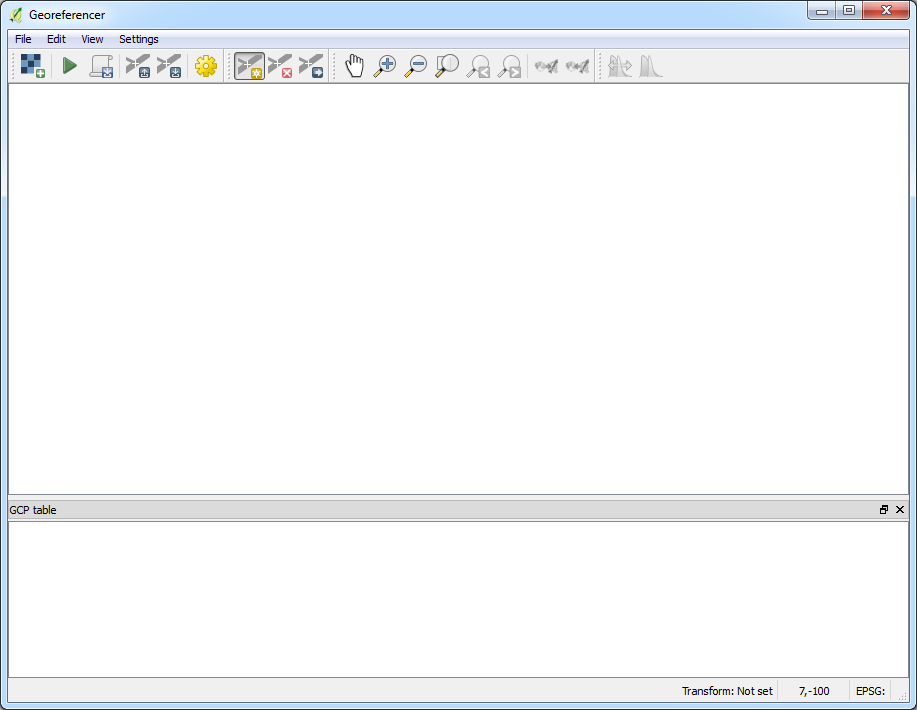 Georeferencer
File Edit View Settings
GCP table
Transform: Not set 7,-100 EPSG: